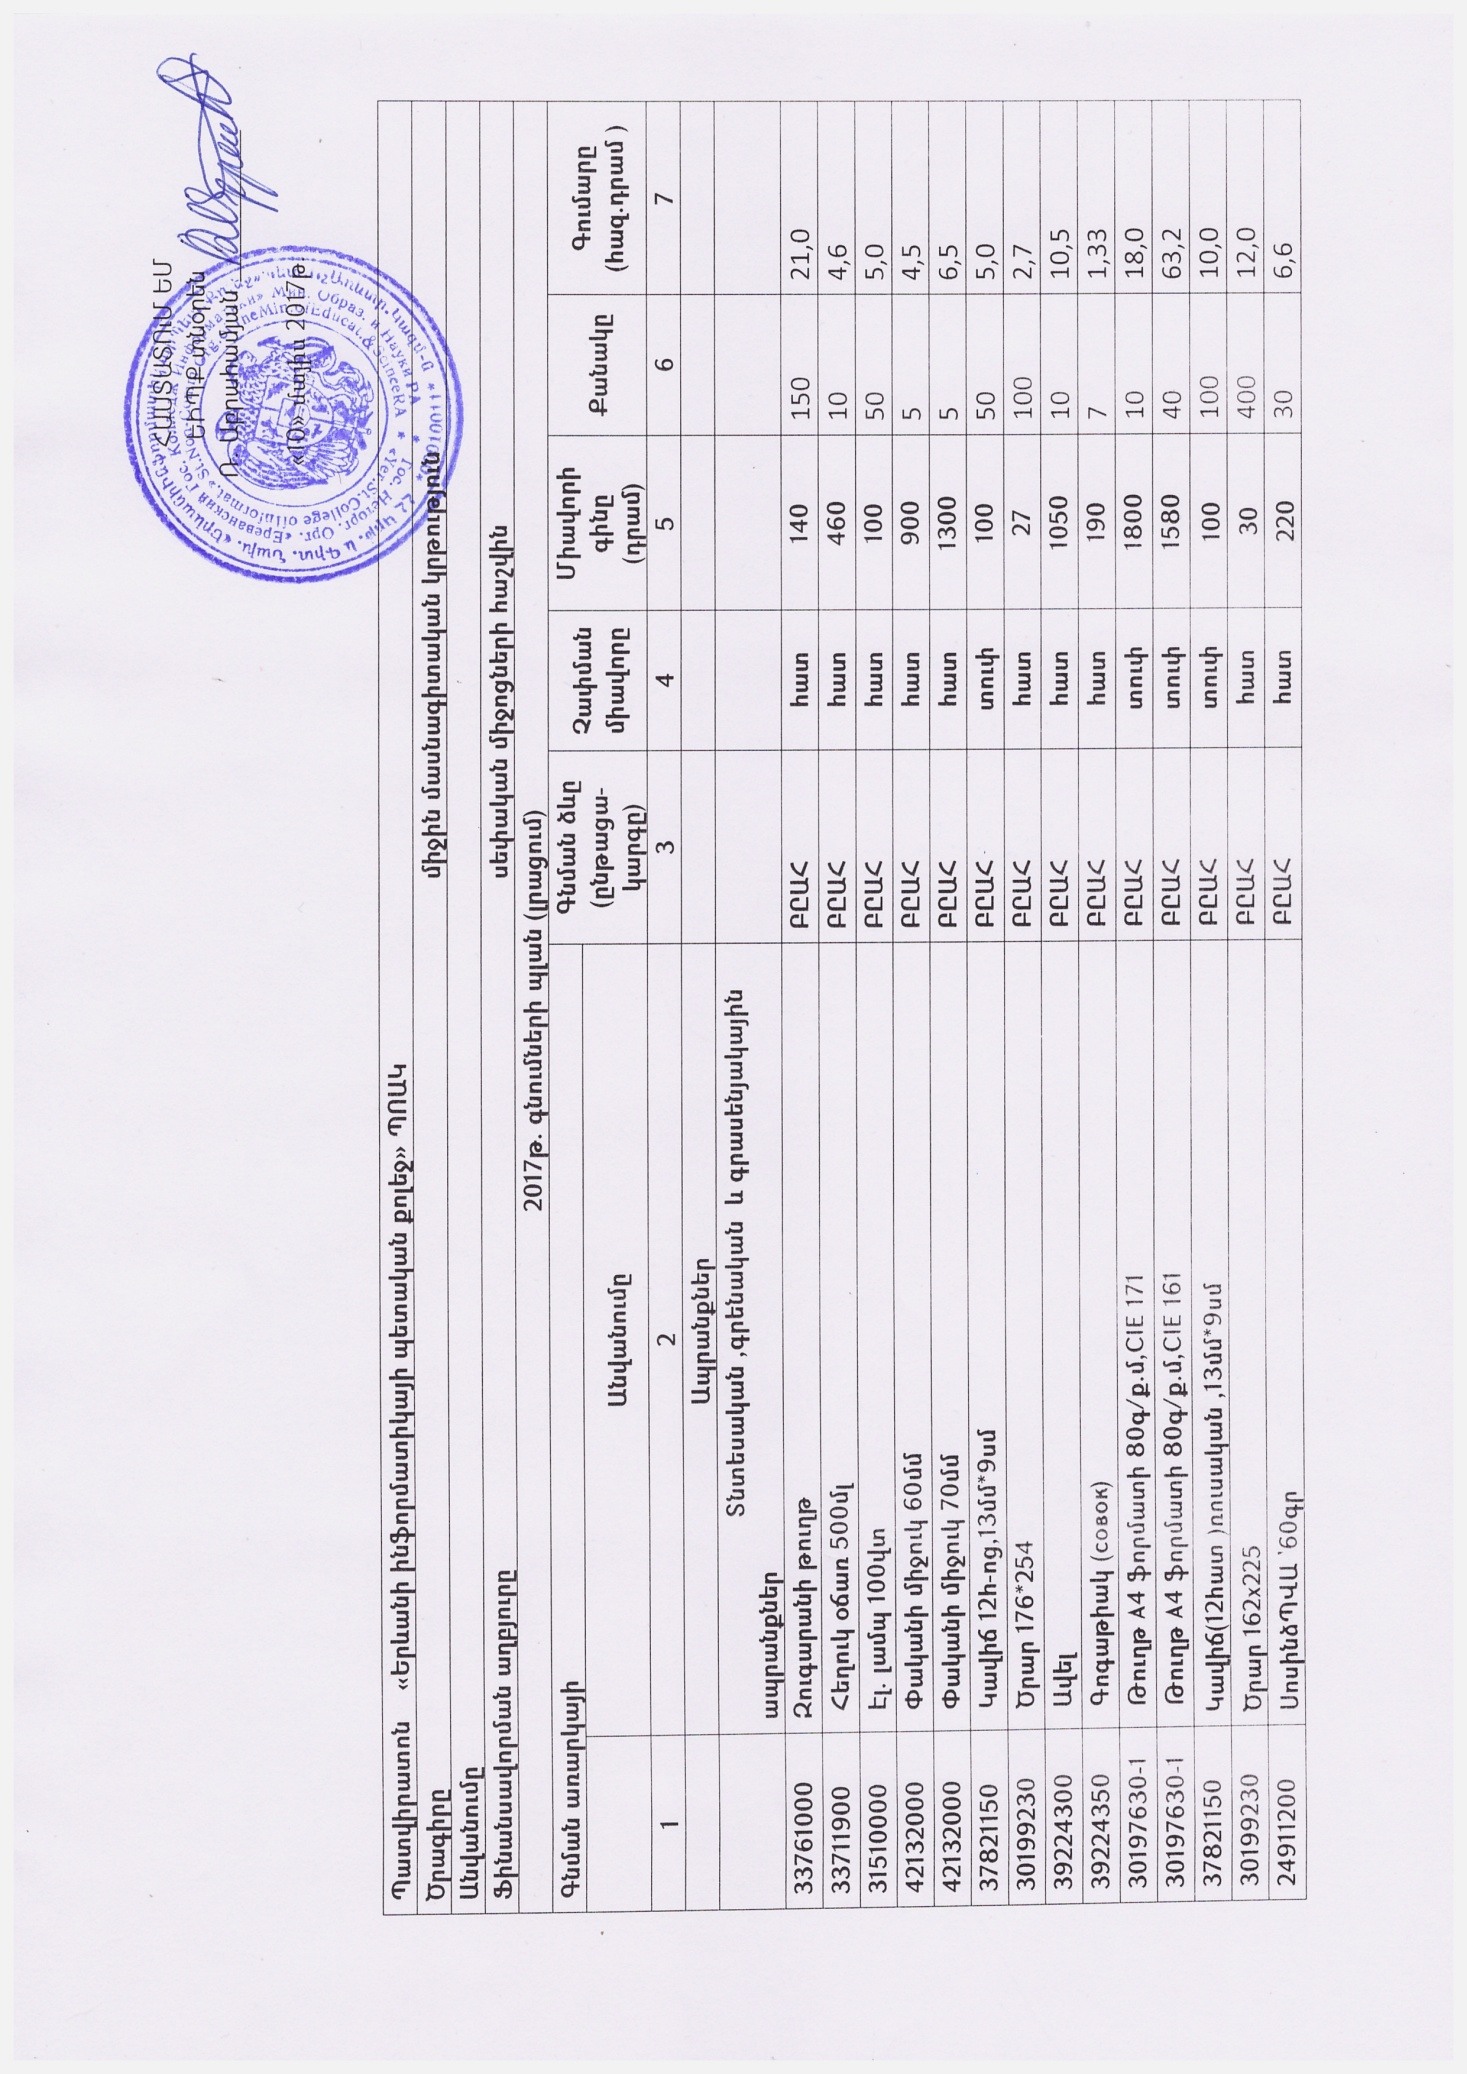 ՀԱՍՏԱՏՈՒՄ ԵՄ
ԵԻՊՔ տնօրեն
Ռ. Աբրահամյան
«10» մայիս 2017թ.
Պատվիրատուն «Երևանի ինֆորմատիկայի պետական քոլեջ» ՊՈԱԿ
Ծրագիրը միջին մասնագիտական կրթություն
Անվանումը
Ֆինանսավորման աղբյուրը սեփական միջոցների հաշվին
2017թ. գնումների պլան (լրացում)
Գնման առարկայի Անվանումը Գնման ձևը (ընթացա-կարգը) Չափման միավորը Միավորի գինը (դրամ) Քանակը Գումարը (հազ.դրամ )
1 2 3 4 5 6 7
Ապրանքներ
Տնտեսական ,գրենական և գրասենյակային
ապրանքներ
33761000 Զուգարանի թուղթ ԲԸԱՀ հատ 140 150 21,0
33711900 Հեղուկ օճառ 500մլ ԲԸԱՀ հատ 460 10 4,6
31510000 Էլ. լամպ 100վտ ԲԸԱՀ հատ 100 50 5,0
42132000 Փականի միջուկ 60մմ ԲԸԱՀ հատ 900 5 4,5
42132000 Փականի միջուկ 70մմ ԲԸԱՀ հատ 1300 5 6,5
37821150 Կավիճ 12հ-ոց,13մմ*9սմ ԲԸԱՀ տուփ 100 50 5,0
30199230 Ծրար 176*254 ԲԸԱՀ հատ 27 100 2,7
39224300 Ավել ԲԸԱՀ հատ 1050 10 10,5
39224350 Գոգաթիակ (совок) ԲԸԱՀ հատ 190 7 1,33
30197630-1 Թուղթ A4 ֆորմատի 80գ/ք.մ,CIE 171 ԲԸԱՀ տուփ 1800 10 18,0
30197630-1 Թուղթ A4 ֆորմատի 80գ/ք.մ,CIE 161 ԲԸԱՀ տուփ 1580 40 63,2
37821150 Կավիճ(12հատ )ռուսական ,13մմ*9սմ ԲԸԱՀ տուփ 100 100 10,0
30199230 Ծրար 162x225 ԲԸԱՀ հատ 30 400 12,0
24911200 Սոսինձ ՊՎԱ `60գր ԲԸԱՀ հատ 220 30 6,6